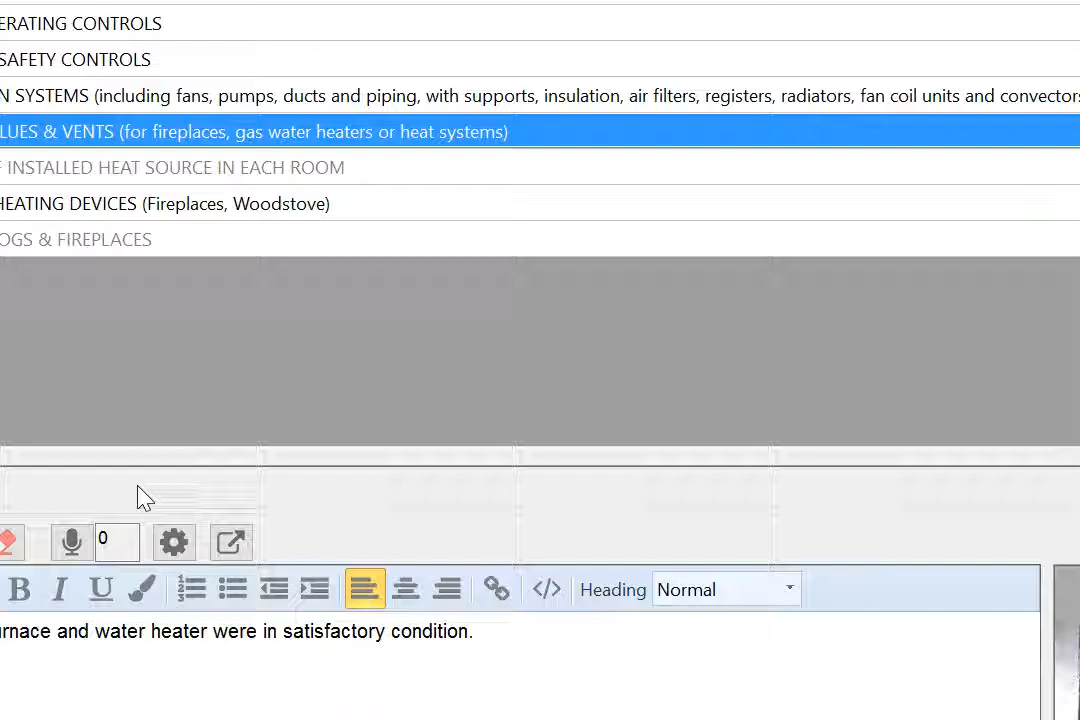 ERATING CONTROLS
SAFETY CONTROLS
N SYSTEMS (including fans, pumps, ducts and piping, with supports, insulation, air filters, registers, radiators, fan coil units and convectors
LUES & VENTS (for fireplaces, gas water heaters or heat systems)
F INSTALLED HEAT SOURCE IN EACH ROOM
HEATING DEVICES (Fireplaces, Woodstove)
OGS & FIREPLACES
0
B I U Heading Normal
urnace and water heater were in satisfactory condition.